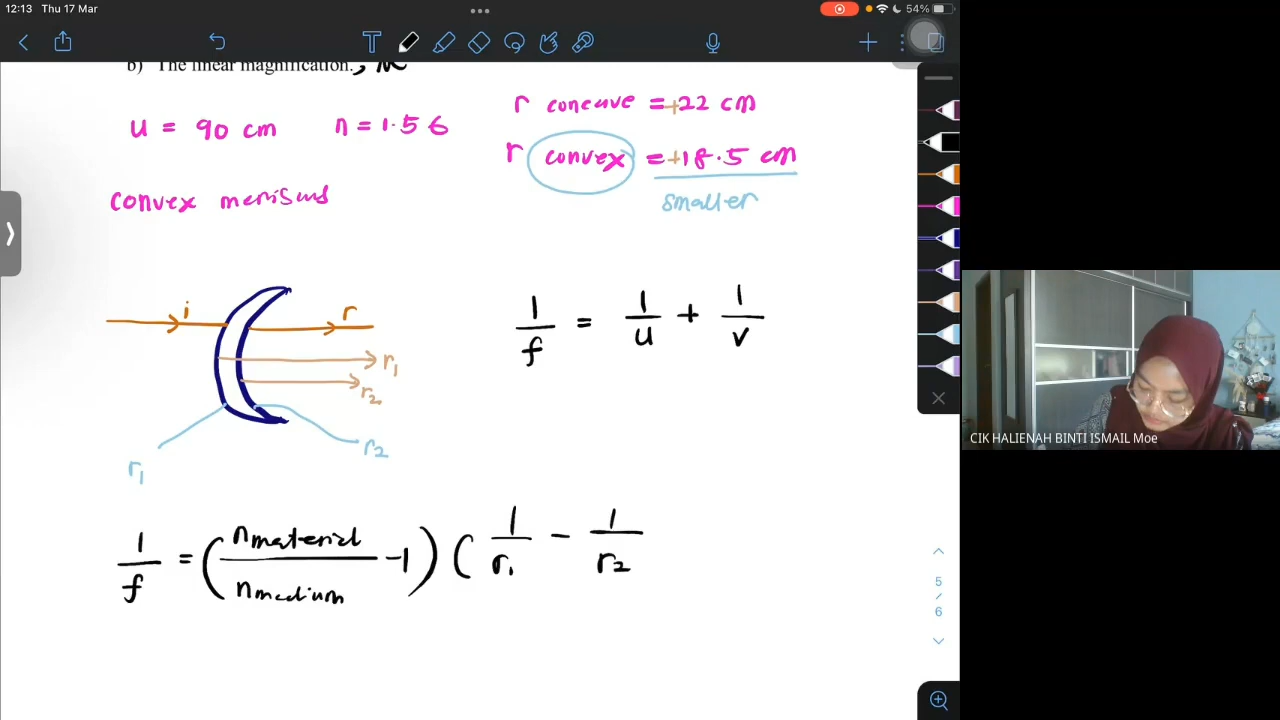 12:13 Thu 17 Mar
54%
b) The linear magnification. , m
u = 90 cm n = 1.56
r concave = +22 cm
r convex = +18.5 cm
smaller
convex meniscus
i
r
r1
r2
r1
r2
1/f = 1/u + 1/v
1/f = (nmaterial/nmedium - 1) (1/r1 - 1/r2
5
/
6
CIK HALIENAH BINTI ISMAIL Moe